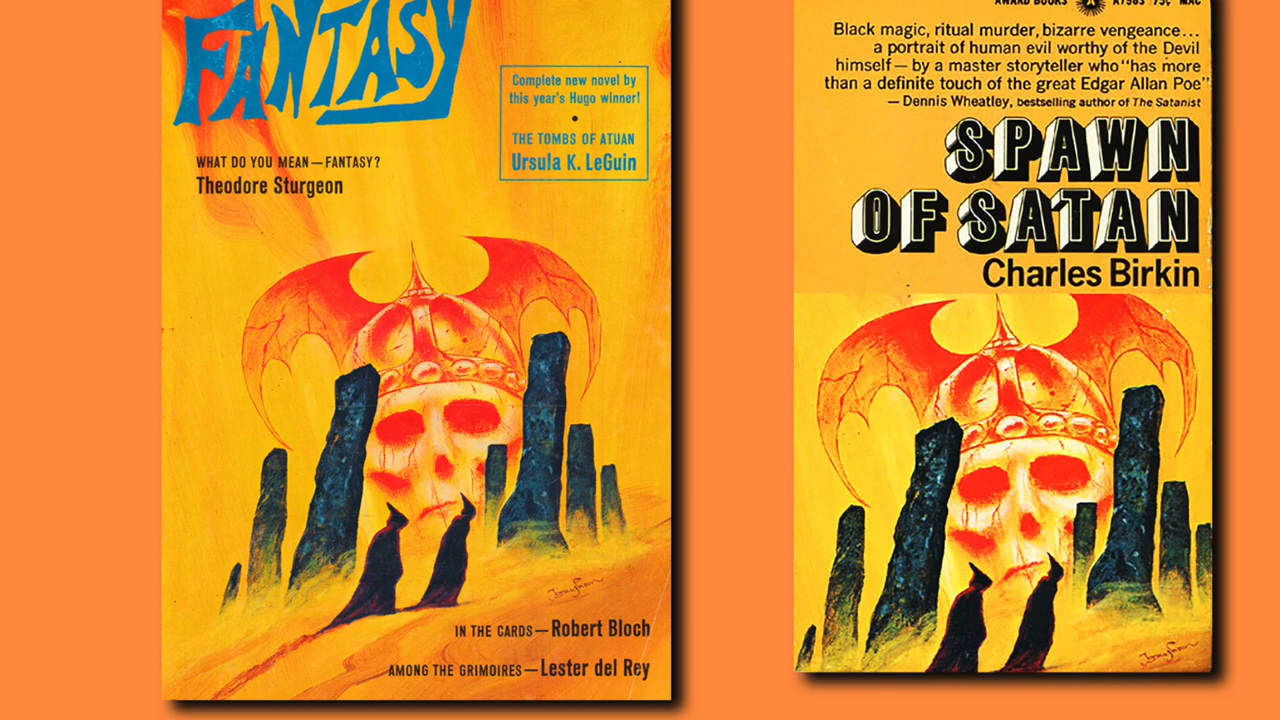 FANTASY
Complete new novel by
this year's Hugo winner!
•
THE TOMBS OF ATUAN
Ursula K. LeGuin
WHAT DO YOU MEAN—FANTASY?
Theodore Sturgeon
IN THE CARDS—Robert Bloch
AMONG THE GRIMOIRES—Lester del Rey
AWARD BOOKS A A756S 75¢ MAC
Black magic, ritual murder, bizarre vengeance...
a portrait of human evil worthy of the Devil
himself—by a master storyteller who "has more
than a definite touch of the great Edgar Allan Poe"
—Dennis Wheatley, bestselling author of The Satanist
SPAWN
OF SATAN
Charles Birkin